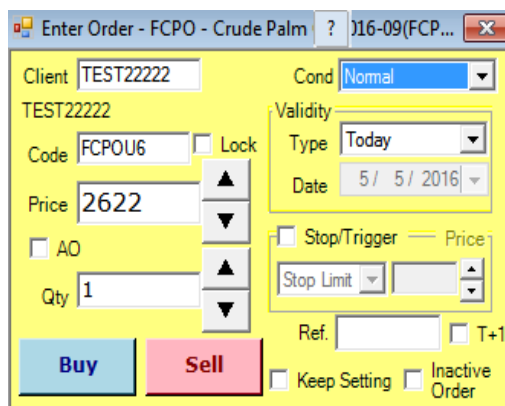 Enter Order - FCPO - Crude Palm ? 016-09(FCP...
Client TEST22222 Cond Normal
TEST22222 Validity
Code FCPOU6 Lock Type Today
Date 5/ 5/ 2016
Price 2622
AO Stop/Trigger Price
Stop Limit
Qty 1
Ref. T+1
Buy Sell
Keep Setting Inactive Order